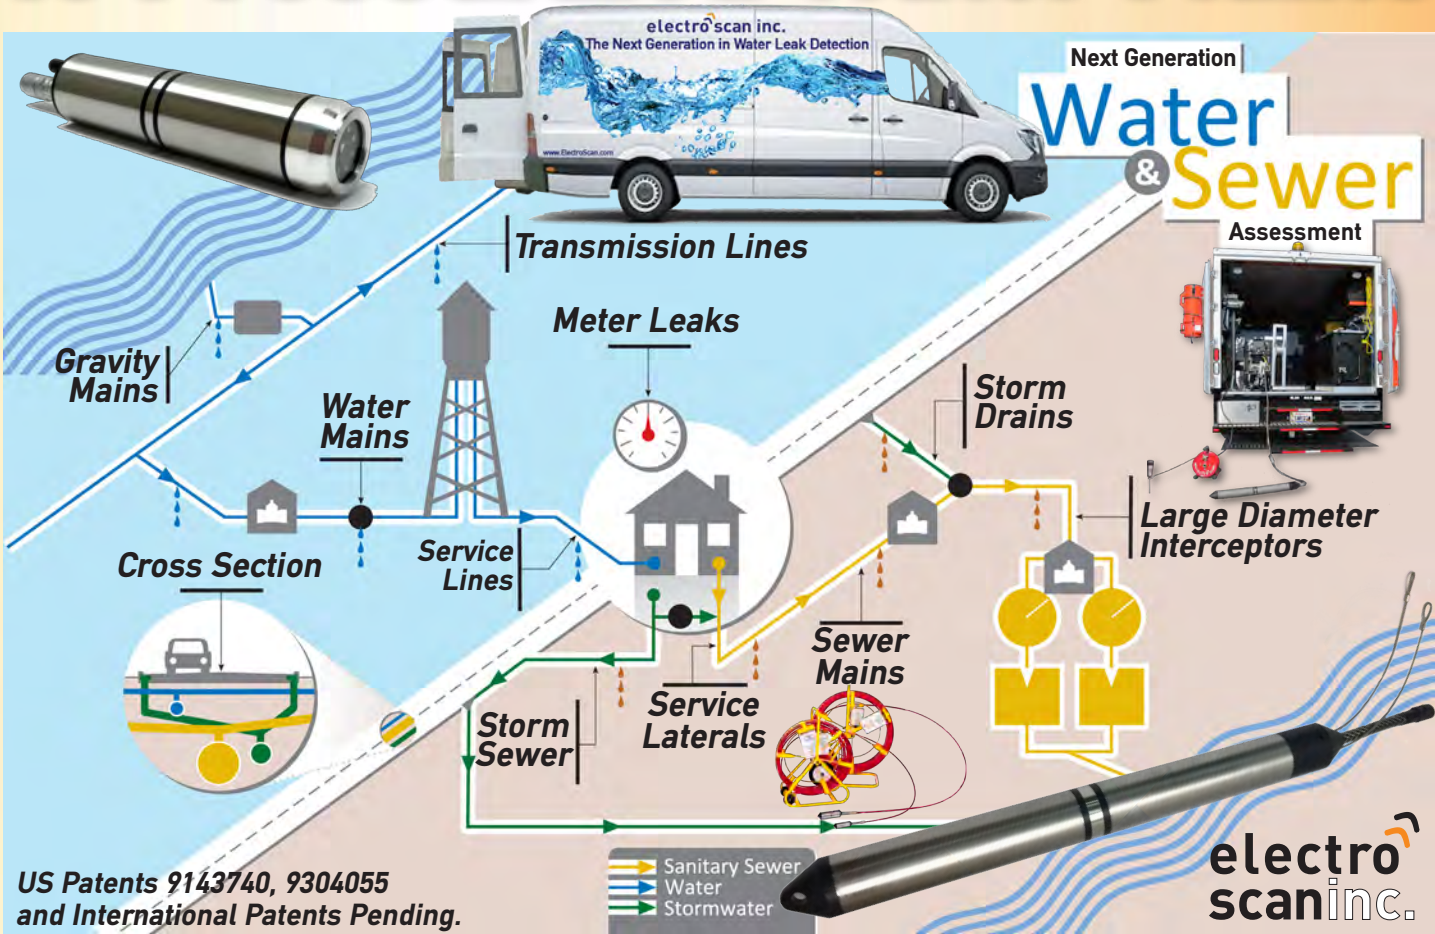 electro scan inc.
The Next Generation in Water Leak Detection
www.ElectroScan.com
Next Generation
Water
& Sewer
Assessment
Transmission Lines
Meter Leaks
Gravity
Mains
Water
Mains
Storm
Drains
Large Diameter
Interceptors
Cross Section
Service
Lines
Sewer
Mains
Service
Laterals
Storm
Sewer
Sanitary Sewer
Water
Stormwater
US Patents 9143740, 9304055
and International Patents Pending.
electro
scaninc.